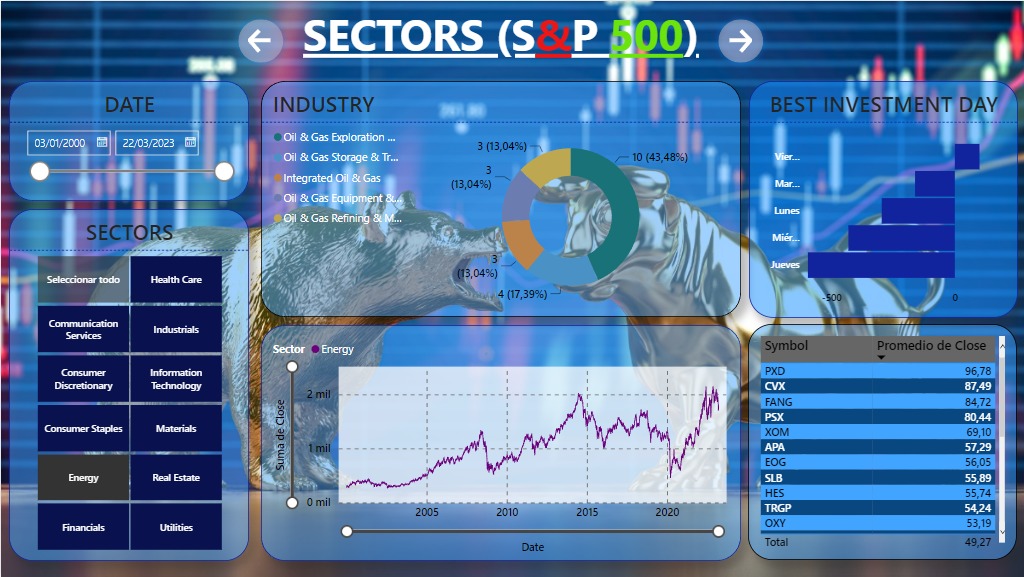 SECTORS (S&P 500)
DATE
03/01/2000
22/03/2023
SECTORS
Seleccionar todo
Health Care
Communication
Services
Industrials
Consumer
Discretionary
Information
Technology
Consumer Staples
Materials
Energy
Real Estate
Financials
Utilities
INDUSTRY
Oil & Gas Exploration ...
Oil & Gas Storage & Tr...
Integrated Oil & Gas
Oil & Gas Equipment &...
Oil & Gas Refining & M...
3 (13,04%)
10 (43,48%)
3
(13,04%)
3
(13,04%)
4 (17,39%)
Sector Energy
Suma de Close
2 mil
1 mil
0 mil
2005 2010 2015 2020
Date
BEST INVESTMENT DAY
Vier...
Mar...
Lunes
Miér...
Jueves
-500 0
Symbol Promedio de Close
PXD 96,78
CVX 87,49
FANG 84,72
PSX 80,44
XOM 69,10
APA 57,29
EOG 56,05
SLB 55,89
HES 55,74
TRGP 54,24
OXY 53,19
Total 49,27